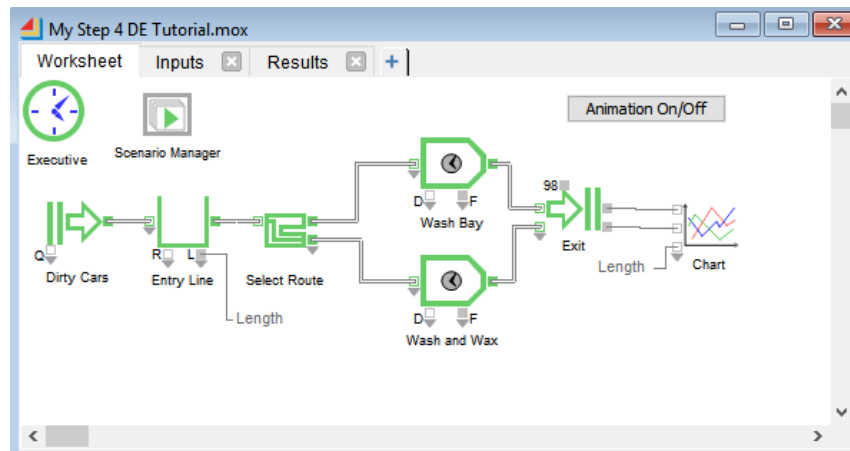 My Step 4 DE Tutorial.mox
Worksheet Inputs Results +
Animation On/Off
Executive
Scenario Manager
D F
Wash Bay
98
Exit
Q
Dirty Cars
R L
Entry Line
Select Route
Length
Chart
Length
D F
Wash and Wax